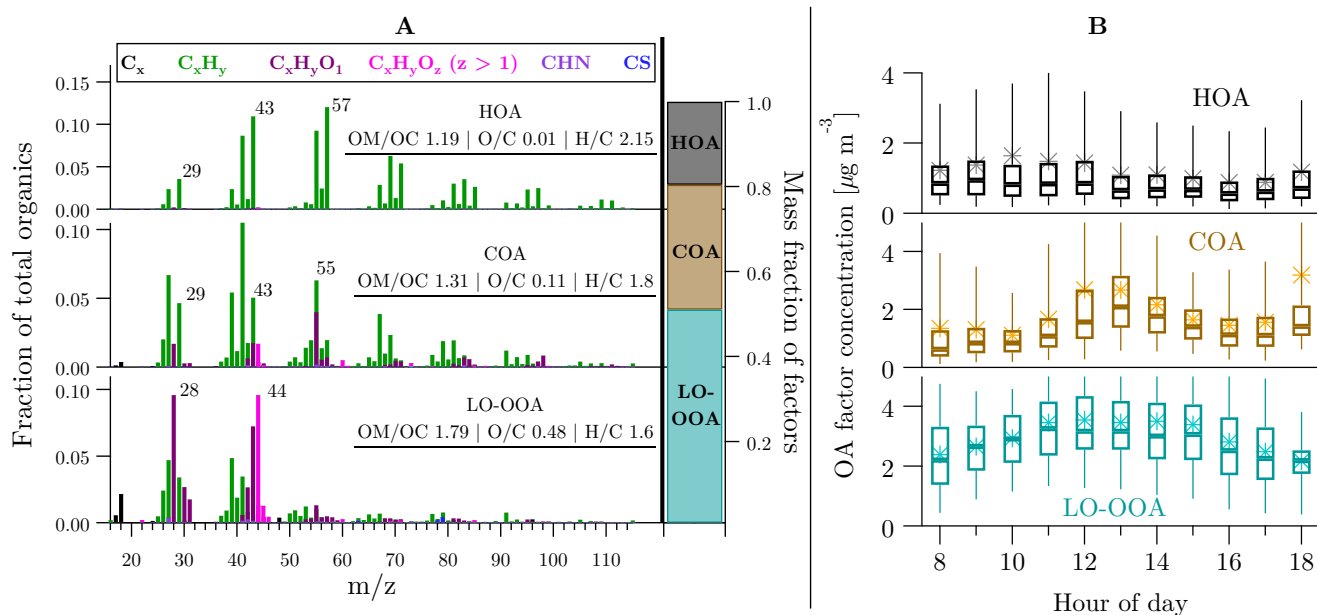 A
C_x C_xH_y C_xH_yO_1 C_xH_yO_z (z > 1) CHN CS
Fraction of total organics
0.15
0.10
0.05
0.00
29
43
57
HOA
OM/OC 1.19 | O/C 0.01 | H/C 2.15
0.10
0.05
0.00
29
43
55
COA
OM/OC 1.31 | O/C 0.11 | H/C 1.8
0.10
0.05
0.00
28
44
LO-OOA
OM/OC 1.79 | O/C 0.48 | H/C 1.6
20 30 40 50 60 70 80 90 100 110
m/z
HOA
COA
LO-
OOA
1.0
0.8
0.6
0.4
0.2
Mass fraction of factors
B
OA factor concentration [μg m⁻³]
4
2
0
HOA
4
2
0
COA
4
2
0
LO-OOA
8 10 12 14 16 18
Hour of day